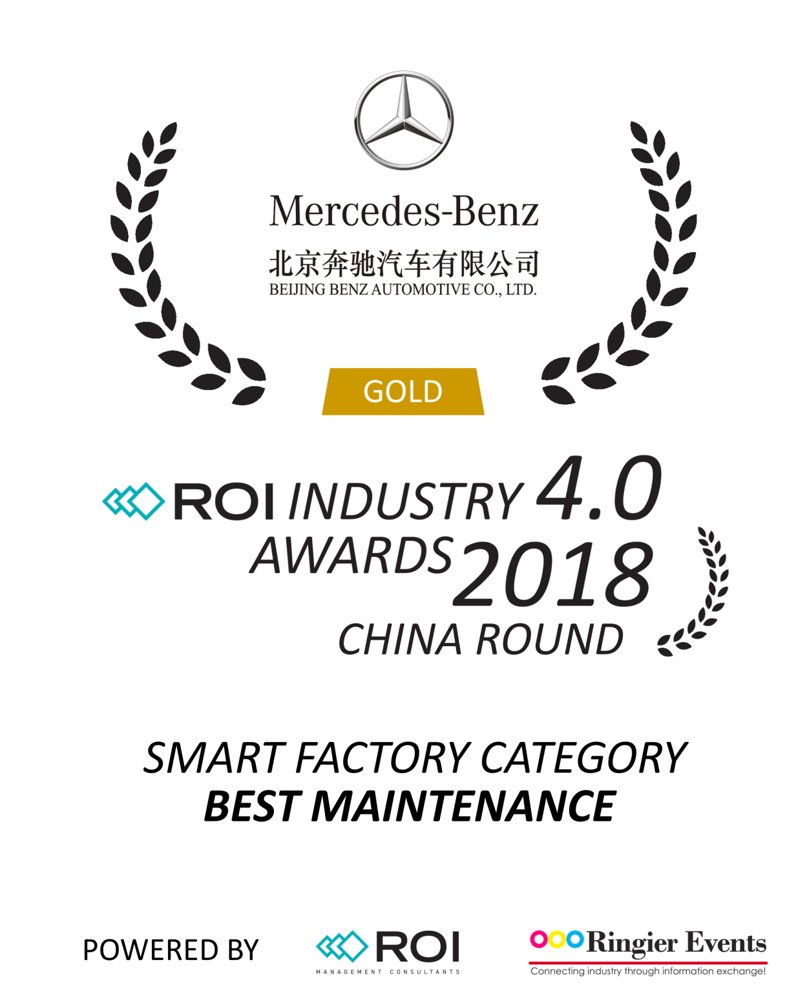 Mercedes-Benz
北京奔驰汽车有限公司
BEIJING BENZ AUTOMOTIVE CO., LTD.
GOLD
ROI INDUSTRY 4.0
AWARDS 2018
CHINA ROUND
SMART FACTORY CATEGORY
BEST MAINTENANCE
POWERED BY
ROI
MANAGEMENT CONSULTANTS
Ringier Events
Connecting industry through information exchange!